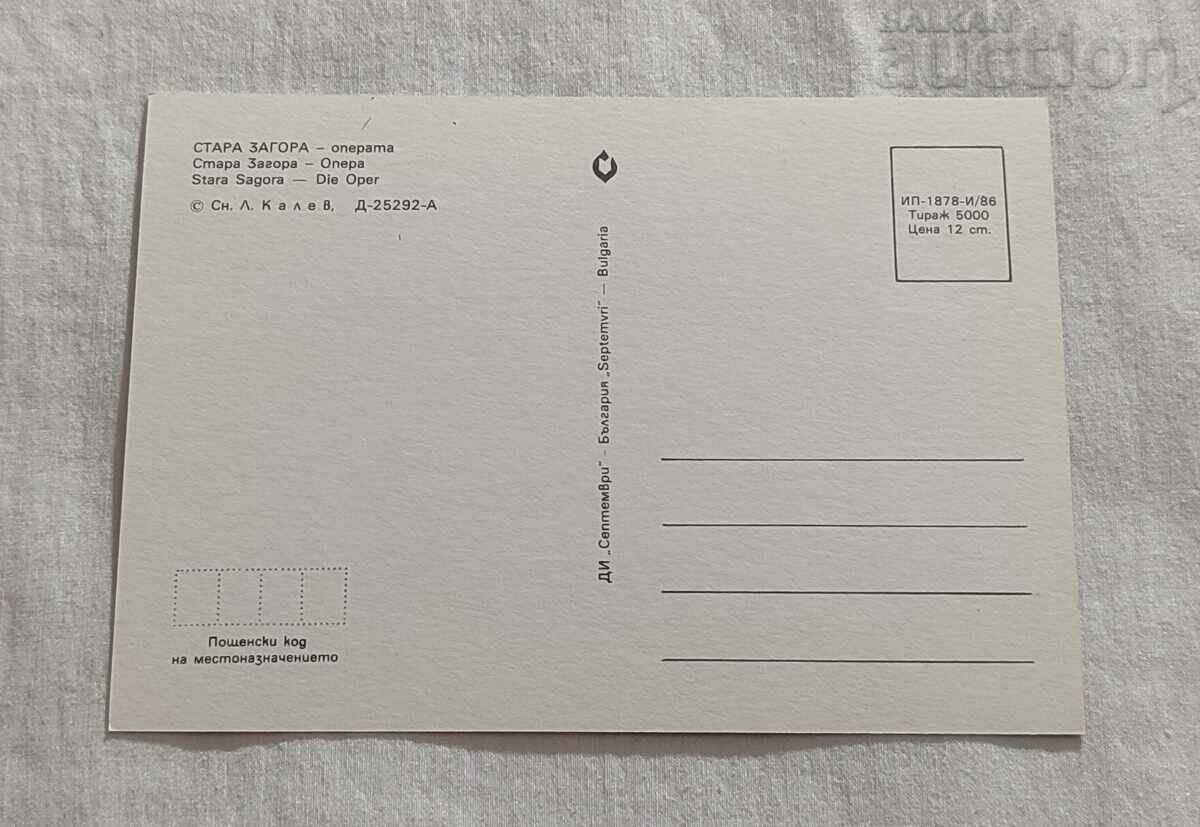 BALKAN
auction
СТАРА ЗАГОРА – операта
Стара Загора – Опера
Stara Sagora — Die Oper
© Сн. Л. Калев, Д-25292-А
ДИ „Септември" - България „Septemvri" — Bulgaria
ИП-1878-И/86
Тираж 5000
Цена 12 ст.
Пощенски код
на местоназначението